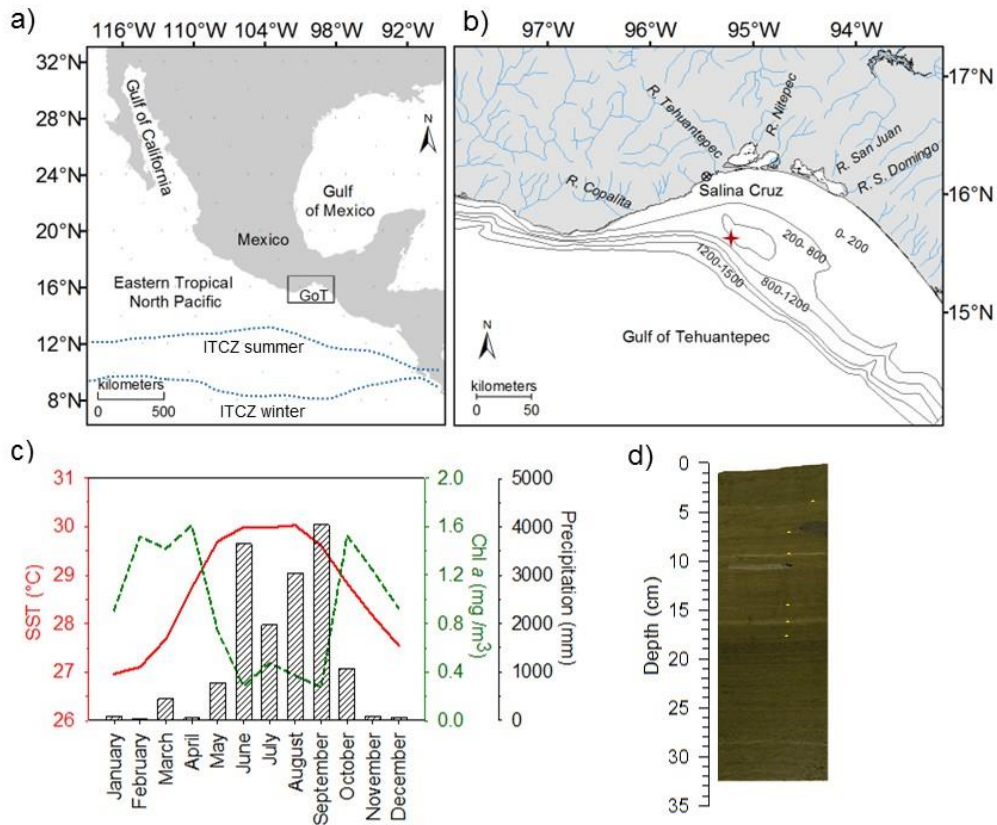 a)
116°W 110°W 104°W 98°W 92°W
32°N
28°N
24°N
20°N
16°N
12°N
8°N
Gulf of California
N
Gulf
of Mexico
Mexico
Eastern Tropical
North Pacific
GoT
ITCZ summer
ITCZ winter
kilometers
0 500
b)
97°W 96°W 95°W 94°W
17°N
16°N
15°N
R. Tehuantepec
R. Nitepec
R. San Juan
R. S. Domingo
R. Copalita
Salina Cruz
0- 200
200- 800
800-1200
1200-1500
Gulf of Tehuantepec
N
kilometers
0 50
c)
SST (°C)
31
30
29
28
27
26
Chl a (mg /m3)
2.0
1.6
1.2
0.8
0.4
0.0
Precipitation (mm)
5000
4000
3000
2000
1000
0
January
February
March
April
May
June
July
August
September
October
November
December
d)
Depth (cm)
0
5
10
15
20
25
30
35